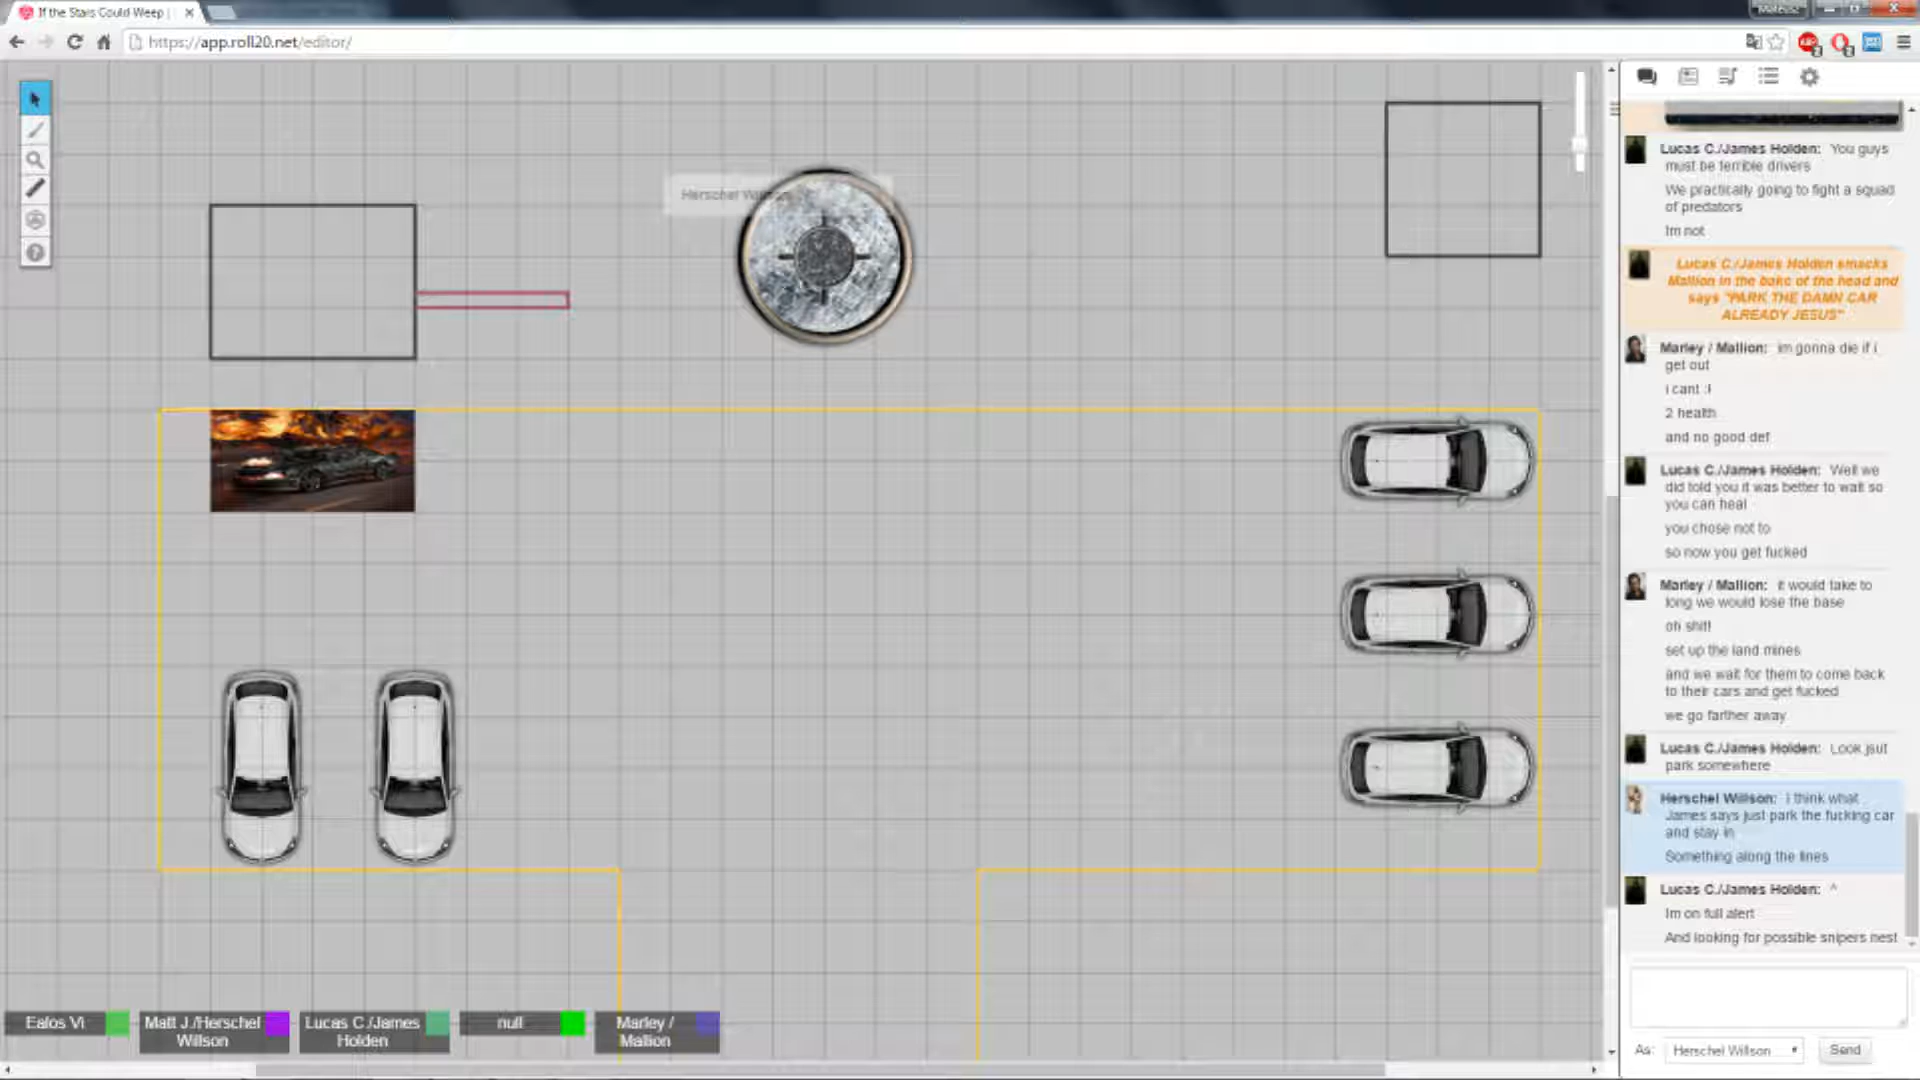 If the Stars Could Weep |
Mateusz
https://app.roll20.net/editor/
Herschel Willson
Lucas C./James Holden: You guys
must be terrible drivers
We practically going to fight a squad
of predators
Im not
Lucas C./James Holden smacks
Mallion in the bakc of the head and
says "PARK THE DAMN CAR
ALREADY JESUS"
Marley / Mallion: im gonna die if i
get out
i cant :I
2 health
and no good def
Lucas C./James Holden: Well we
did told you it was better to wait so
you can heal
you chose not to
so now you get fucked
Marley / Mallion: it would take to
long we would lose the base
oh shit!
set up the land mines
and we wait for them to come back
to their cars and get fucked
we go farther away
Lucas C./James Holden: Look jsut
park somewhere
Herschel Willson: I think what
James says just park the fucking car
and stay in
Something along the lines
Lucas C./James Holden: ^
Im on full alert
And looking for possible snipers nest
Ealos Vi
Matt J./Herschel
Willson
Lucas C./James
Holden
null
Marley /
Mallion
As: Herschel Willson
Send